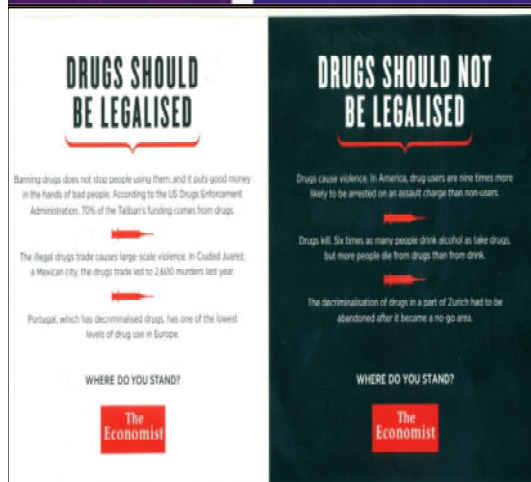 DRUGS SHOULD
BE LEGALISED
Banning drugs does not stop people using them, and it puts good money
in the hands of bad people. According to the US Drugs Enforcement
Administration, 70% of the Taliban's funding comes from drugs.
The illegal drugs trade causes large-scale violence. In Ciudad Juarez,
a Mexican city, the drugs trade led to 2,600 murders last year.
Portugal, which has decriminalised drugs, has one of the lowest
levels of drug use in Europe.
WHERE DO YOU STAND?
The
Economist
DRUGS SHOULD NOT
BE LEGALISED
Drugs cause violence. In America, drug users are nine times more
likely to be arrested on an assault charge than non-users.
Drugs kill. Six times as many people drink alcohol as take drugs,
but more people die from drugs than from drink.
The decriminalisation of drugs in a part of Zurich had to be
abandoned after it became a no-go area.
WHERE DO YOU STAND?
The
Economist